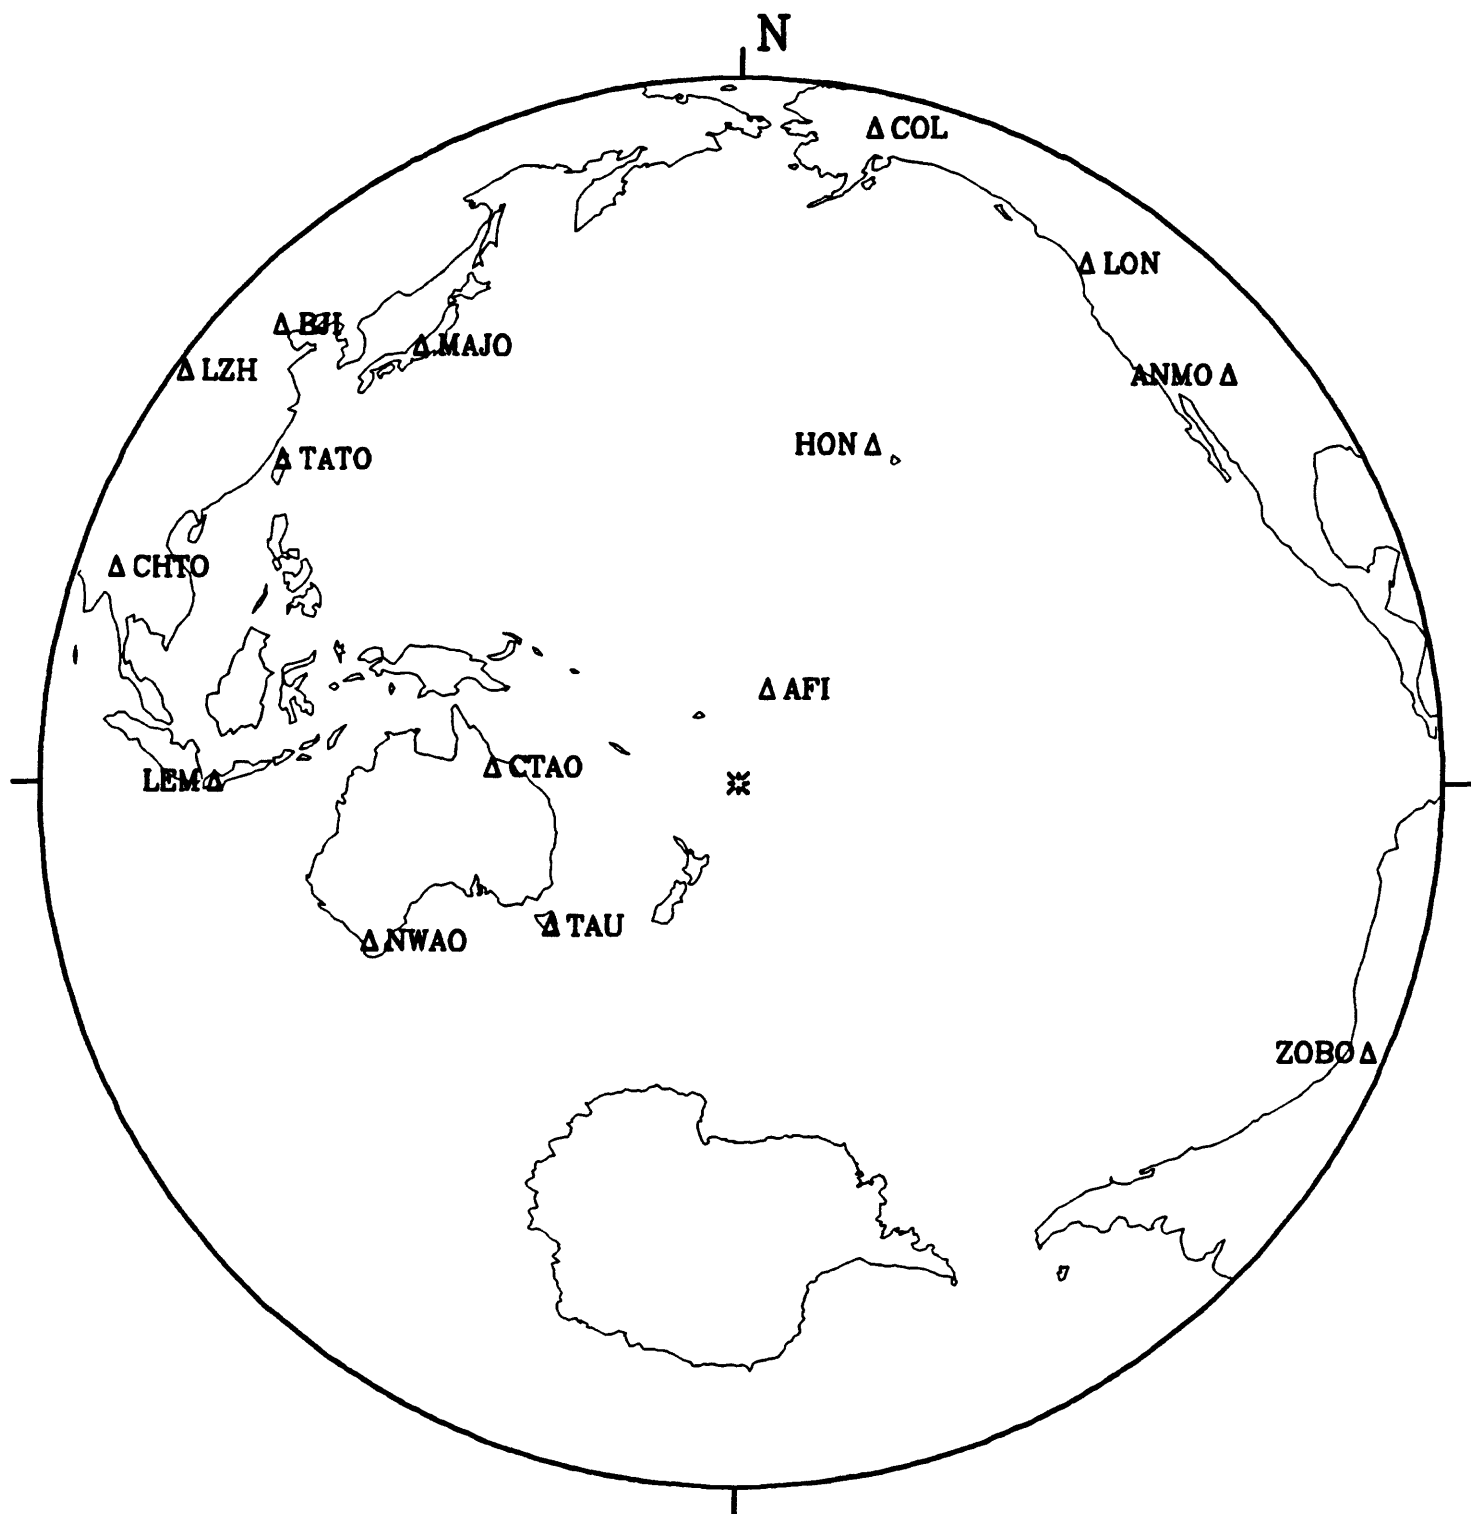 N
COL
LON
BJI
MAJO
LZH
ANMO
HON
TATO
CHTO
AFI
LEM
CTAO
TAU
NWAO
ZOBO